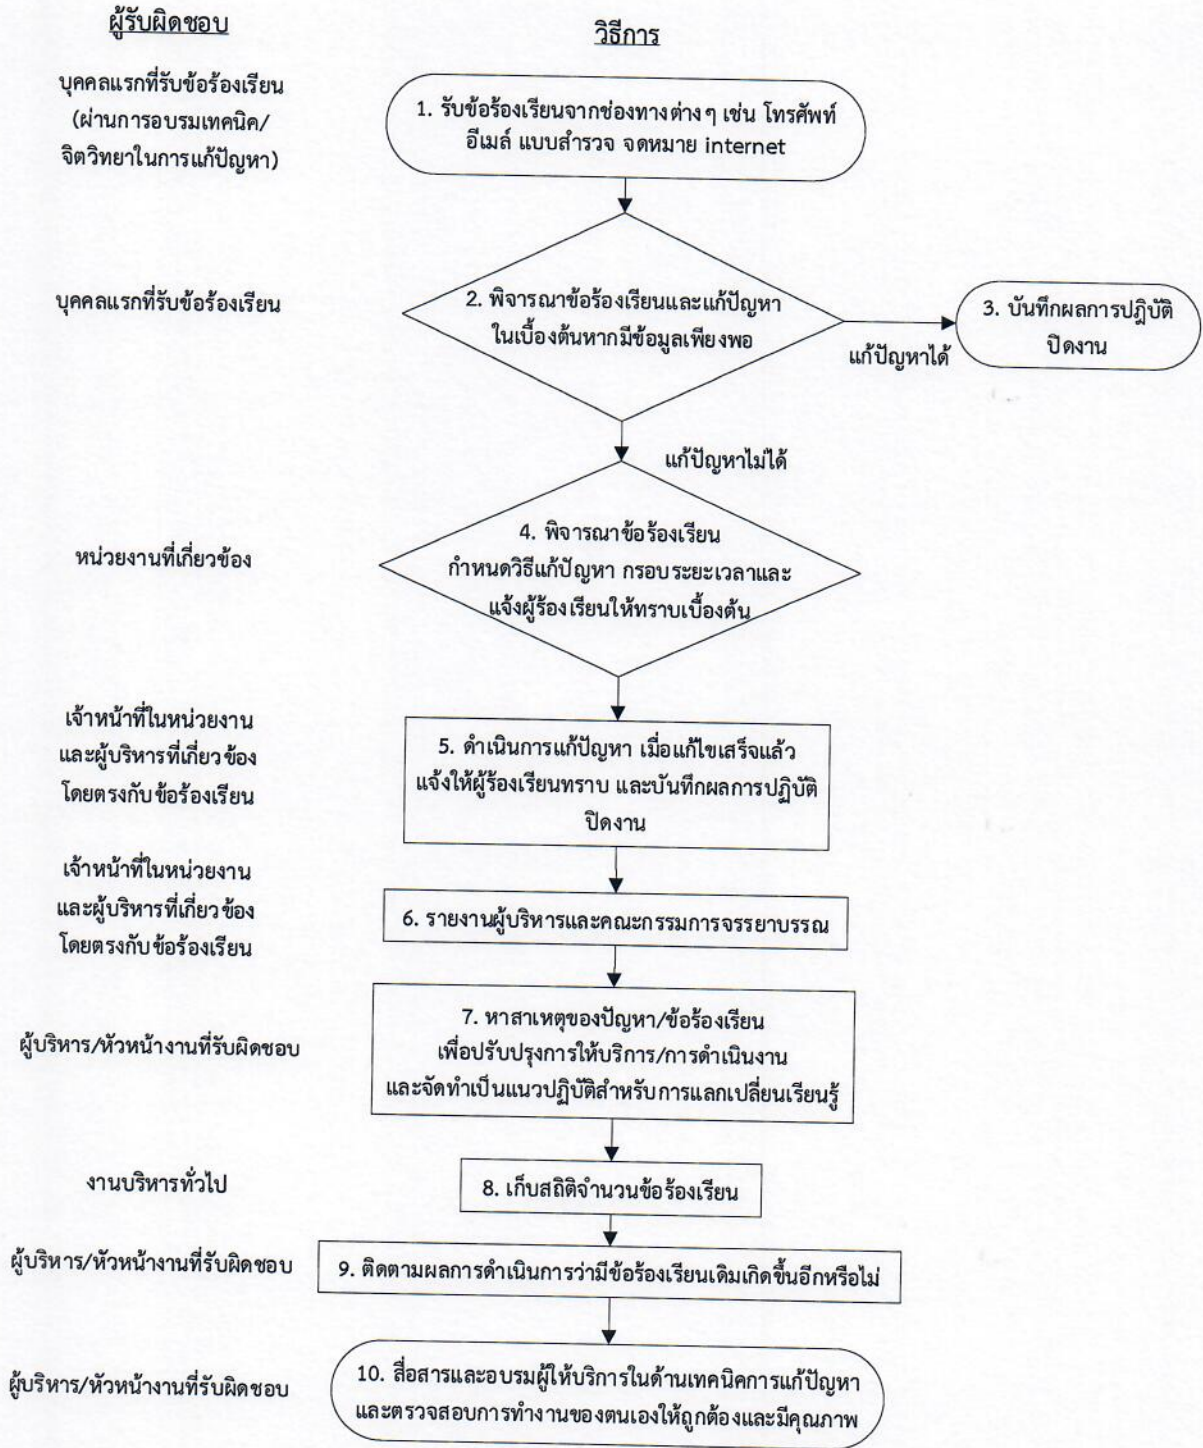 ผู้รับผิดชอบ
วิธีการ
บุคคลแรกที่รับข้อร้องเรียน
(ผ่านการอบรมเทคนิค/
จิตวิทยาในการแก้ปัญหา)
1. รับข้อร้องเรียนจากช่องทางต่างๆ เช่น โทรศัพท์
อีเมล์ แบบสำรวจ จดหมาย internet
บุคคลแรกที่รับข้อร้องเรียน
2. พิจารณาข้อร้องเรียนและแก้ปัญหา
ในเบื้องต้นหากมีข้อมูลเพียงพอ
แก้ปัญหาได้
3. บันทึกผลการปฏิบัติ
ปิดงาน
แก้ปัญหาไม่ได้
หน่วยงานที่เกี่ยวข้อง
4. พิจารณาข้อร้องเรียน
กำหนดวิธีแก้ปัญหา กรอบระยะเวลาและ
แจ้งผู้ร้องเรียนให้ทราบเบื้องต้น
เจ้าหน้าที่ในหน่วยงาน
และผู้บริหารที่เกี่ยวข้อง
โดยตรงกับข้อร้องเรียน
5. ดำเนินการแก้ปัญหา เมื่อแก้ไขเสร็จแล้ว
แจ้งให้ผู้ร้องเรียนทราบ และบันทึกผลการปฏิบัติ
ปิดงาน
เจ้าหน้าที่ในหน่วยงาน
และผู้บริหารที่เกี่ยวข้อง
โดยตรงกับข้อร้องเรียน
6. รายงานผู้บริหารและคณะกรรมการจรรยาบรรณ
ผู้บริหาร/หัวหน้างานที่รับผิดชอบ
7. หาสาเหตุของปัญหา/ข้อร้องเรียน
เพื่อปรับปรุงการให้บริการ/การดำเนินงาน
และจัดทำเป็นแนวปฏิบัติสำหรับการแลกเปลี่ยนเรียนรู้
งานบริหารทั่วไป
8. เก็บสถิติจำนวนข้อร้องเรียน
ผู้บริหาร/หัวหน้างานที่รับผิดชอบ
9. ติดตามผลการดำเนินการว่ามีข้อร้องเรียนเดิมเกิดขึ้นอีกหรือไม่
ผู้บริหาร/หัวหน้างานที่รับผิดชอบ
10. สื่อสารและอบรมผู้ให้บริการในด้านเทคนิคการแก้ปัญหา
และตรวจสอบการทำงานของตนเองให้ถูกต้องและมีคุณภาพ